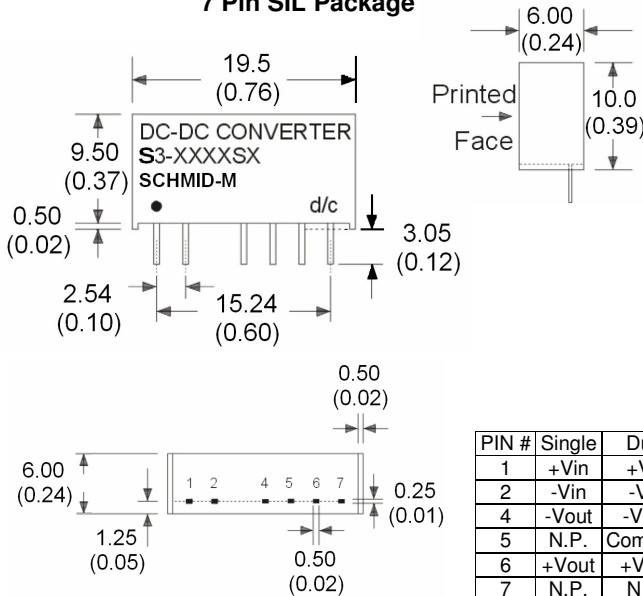 7 Pin SIL Package
6.00
(0.24)
19.5
(0.76)
Printed
Face
10.0
(0.39)
DC-DC CONVERTER
S3-XXXXSX
SCHMID-M
d/c
9.50
(0.37)
0.50
(0.02)
3.05
(0.12)
2.54
(0.10)
15.24
(0.60)
0.50
(0.02)
6.00
(0.24)
1 2 4 5 6 7
0.25
(0.01)
1.25
(0.05)
0.50
(0.02)
PIN # Single
1 +Vin
2 -Vin
4 -Vout
5 N.P.
6 +Vout
7 N.P.